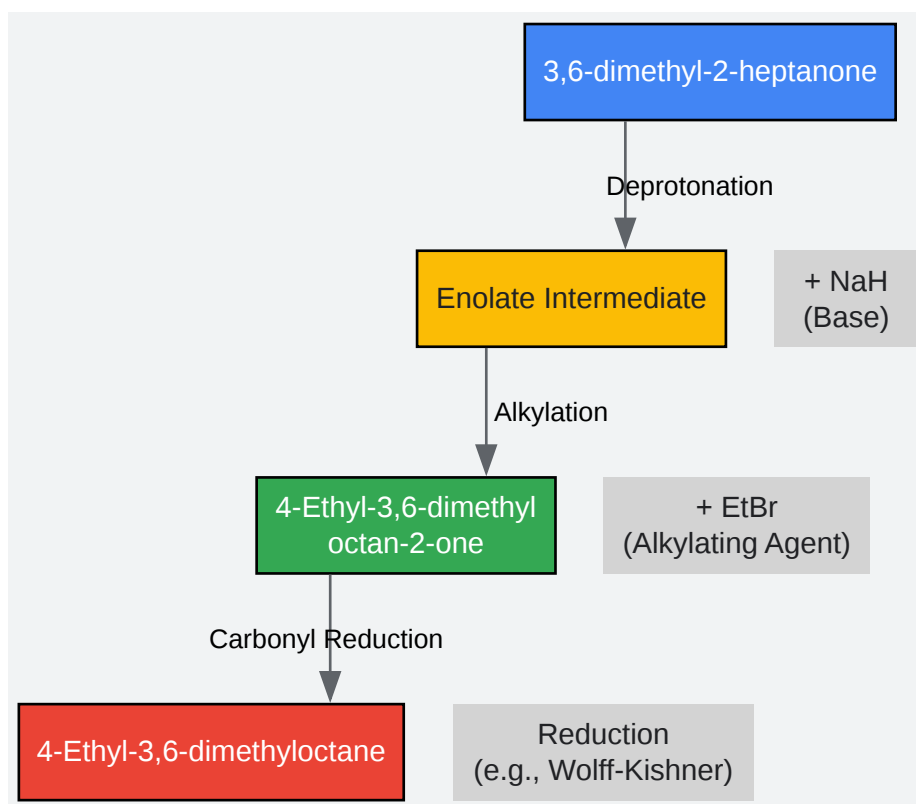 3,6-dimethyl-2-heptanone
Deprotonation
Enolate Intermediate
+ NaH
(Base)
Alkylation
4-Ethyl-3,6-dimethyl
octan-2-one
+ EtBr
(Alkylating Agent)
Carbonyl Reduction
4-Ethyl-3,6-dimethyloctane
Reduction
(e.g., Wolff-Kishner)